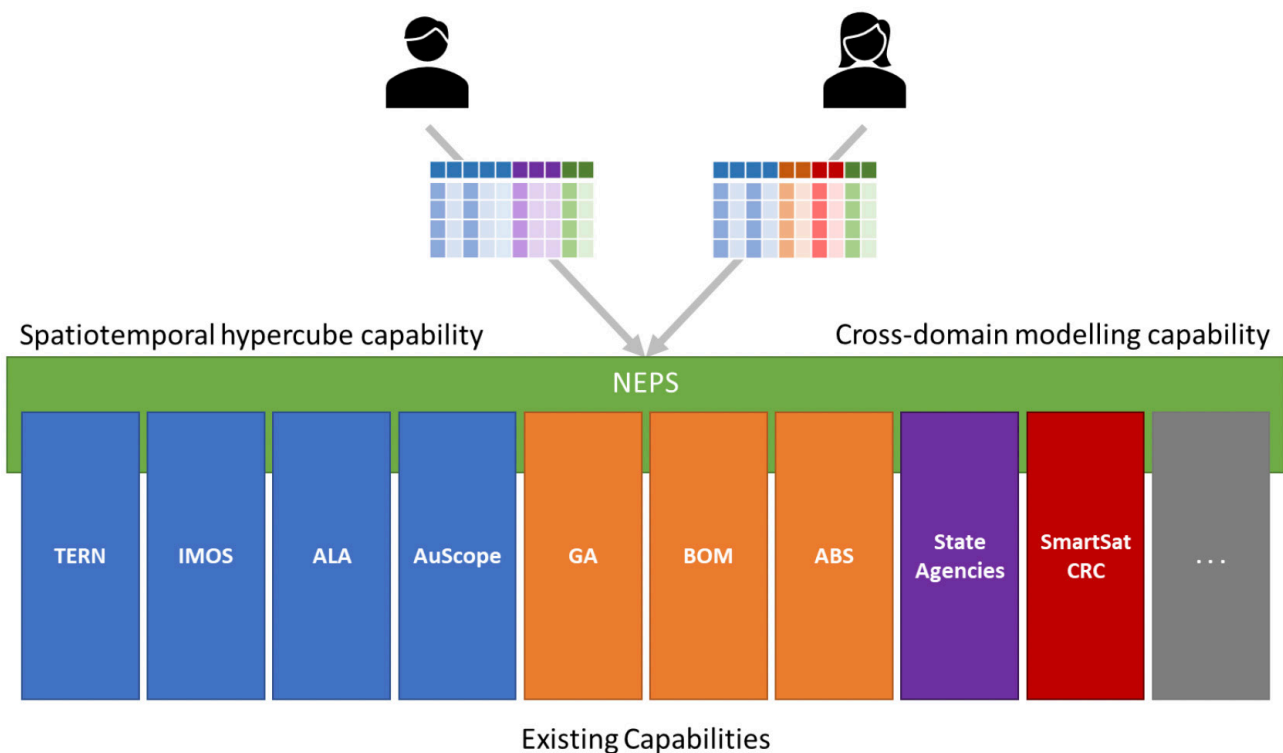 Spatiotemporal hypercube capability
Cross-domain modelling capability
NEPS
TERN
IMOS
ALA
AuScope
GA
BOM
ABS
State
Agencies
SmartSat
CRC
...
Existing Capabilities